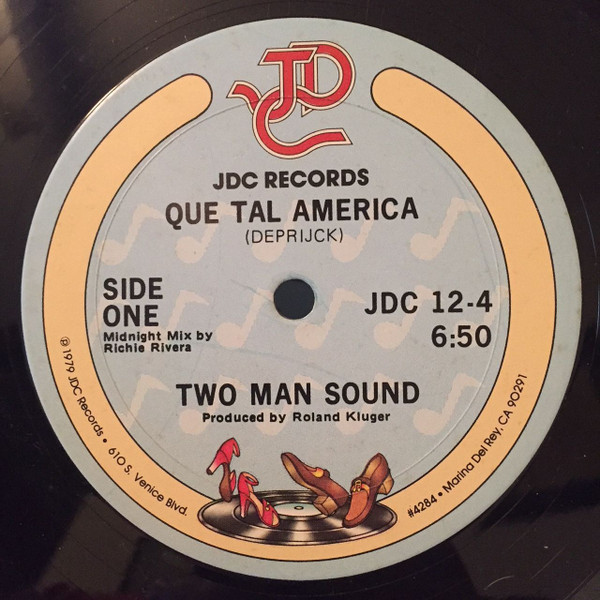 JDC
JDC RECORDS
QUE TAL AMERICA
(DEPRIJCK)
SIDE
ONE
Midnight Mix by
Richie Rivera
JDC 12-4
6:50
TWO MAN SOUND
Produced by Roland Kluger
℗ 1979 JDC Records • 610 S. Venice Blvd.
#4284 • Marina Del Rey, CA 90291